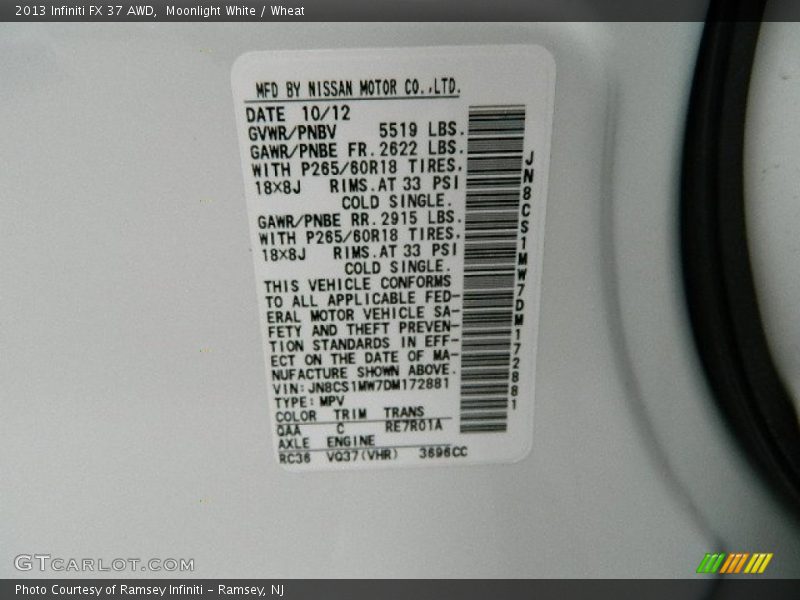 2013 Infiniti FX 37 AWD,  Moonlight White / Wheat
MFD BY NISSAN MOTOR CO.,LTD.
DATE 10/12
GVWR/PNBV 5519 LBS.
GAWR/PNBE FR. 2622 LBS.
WITH P265/60R18 TIRES.
18×8J RIMS.AT 33 PSI
COLD SINGLE.
GAWR/PNBE RR. 2915 LBS.
WITH P265/60R18 TIRES.
18×8J RIMS.AT 33 PSI
COLD SINGLE.
THIS VEHICLE CONFORMS
TO ALL APPLICABLE FED-
ERAL MOTOR VEHICLE SA-
FETY AND THEFT PREVEN-
TION STANDARDS IN EFF-
ECT ON THE DATE OF MA-
NUFACTURE SHOWN ABOVE.
VIN:JN8CS1MW7DM172881
TYPE:MPV
COLOR TRIM TRANS
QAA C RE7R01A
AXLE ENGINE
RC36 VQ37(VHR) 3696CC
JN8CS1MW7DM172881
GTCARLOT.COM
Photo Courtesy of Ramsey Infiniti - Ramsey, NJ